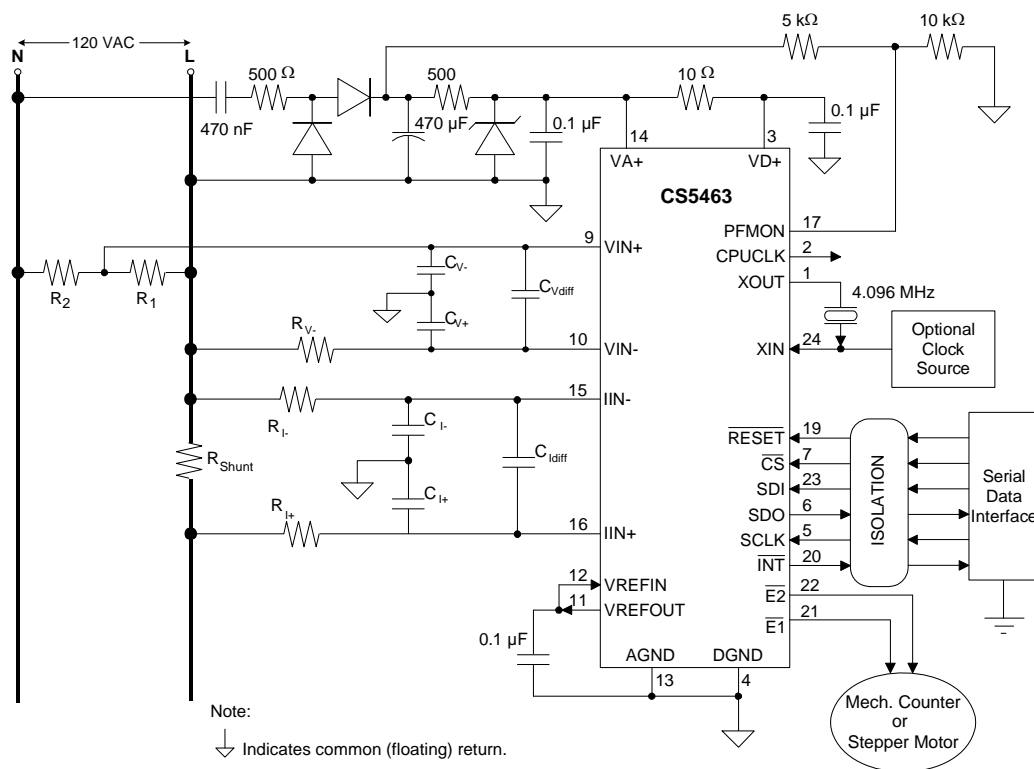 5 kΩ
10 kΩ
N
120 VAC
L
500 Ω
500
10 Ω
470 nF
470 µF
0.1 µF
0.1 µF
14
3
VA+
VD+
CS5463
PFMON
17
9
VIN+
CPUCLK
2
XOUT
1
R2
R1
CV-
CVdiff
CV+
4.096 MHz
RV-
10
VIN-
XIN
24
Optional
Clock
Source
15
IIN-
RI-
CI-
CIdiff
RShunt
CI+
RI+
16
IIN+
RESET
19
CS
7
SDI
23
SDO
6
SCLK
5
INT
20
ISOLATION
Serial
Data
Interface
12
VREFIN
11
VREFOUT
E2
22
E1
21
0.1 µF
AGND
DGND
13
4
Mech. Counter
or
Stepper Motor
Note:
Indicates common (floating) return.